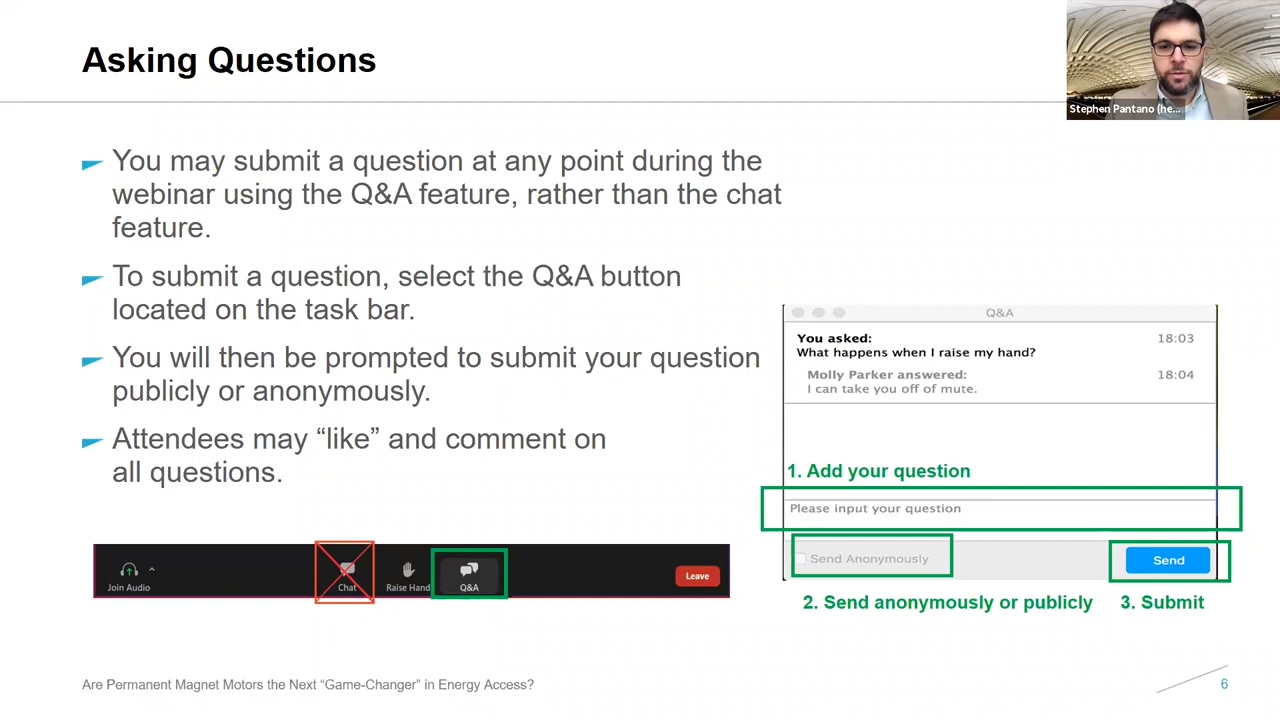 Asking Questions
Stephen Pantano (he...
You may submit a question at any point during the
webinar using the Q&A feature, rather than the chat
feature.
To submit a question, select the Q&A button
located on the task bar.
You will then be prompted to submit your question
publicly or anonymously.
Attendees may “like” and comment on
all questions.
Join Audio
Chat
Raise Hand
Q&A
Leave
Q&A
You asked:
18:03
What happens when I raise my hand?
Molly Parker answered:
18:04
I can take you off of mute.
1. Add your question
Please input your question
Send Anonymously
Send
2. Send anonymously or publicly
3. Submit
Are Permanent Magnet Motors the Next “Game-Changer” in Energy Access?
6